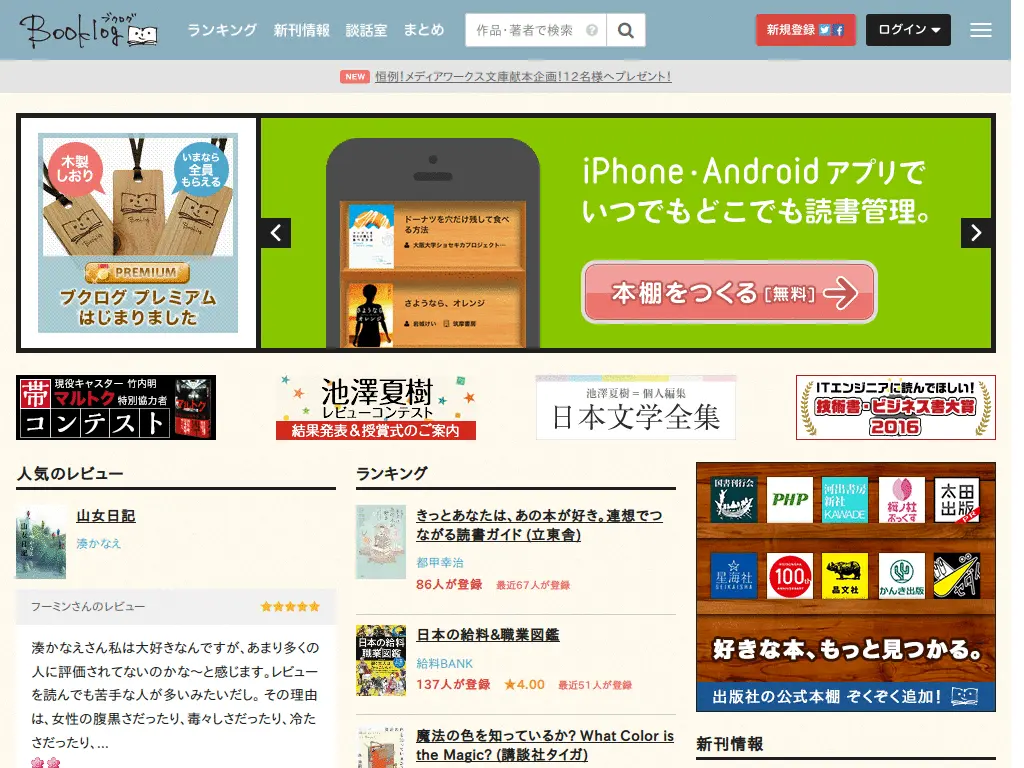 ブクログ
Booklog
ランキング 新刊情報 談話室 まとめ
作品・著者で検索
新規登録
ログイン
NEW 恒例!メディアワークス文庫献本企画!12名様へプレゼント!
木製
しおり
いまなら
全員
もらえる
PREMIUM
ブクログ プレミアム
はじまりました
ドーナツを穴だけ残して食べ
る方法
大阪大学ショセキカプロジェクト…
さようなら、オレンジ
岩城けい 筑摩書房
iPhone・Android アプリで
いつでもどこでも読書管理。
本棚をつくる [無料]
帯
現役キャスター 竹内明
マルトク 特別協力者
コンテスト
池澤夏樹
レビューコンテスト
結果発表&授賞式のご案内
池澤夏樹=個人編集
日本文学全集
ITエンジニアに読んでほしい!
技術書・ビジネス書大賞
2016
人気のレビュー
山女日記
湊かなえ
フーミンさんのレビュー
★★★★★
湊かなえさん私は大好きなんですが、あまり多くの
人に評価されてないのかな~と感じます。レビュー
を読んでも苦手な人が多いみたいだし。その理由
は、女性の腹黒さだったり、毒々しさだったり、冷た
さだったり、...
ランキング
きっとあなたは、あの本が好き。連想でつ
ながる読書ガイド (立東舎)
都甲幸治
86人が登録 最近67人が登録
日本の給料
職業図鑑
日本の給料&職業図鑑
給料BANK
137人が登録 ★4.00 最近51人が登録
魔法の色を知っているか? What Color is
the Magic? (講談社タイガ)
国書刊行会
PHP
河出書房
新社
KAWADE
桜ノ杜
ぶっくす
太田
出版
星海社
SEIKAISHA
100th
晶文社
かんき出版
好きな本、もっと見つかる。
出版社の公式本棚 ぞくぞく追加!
新刊情報